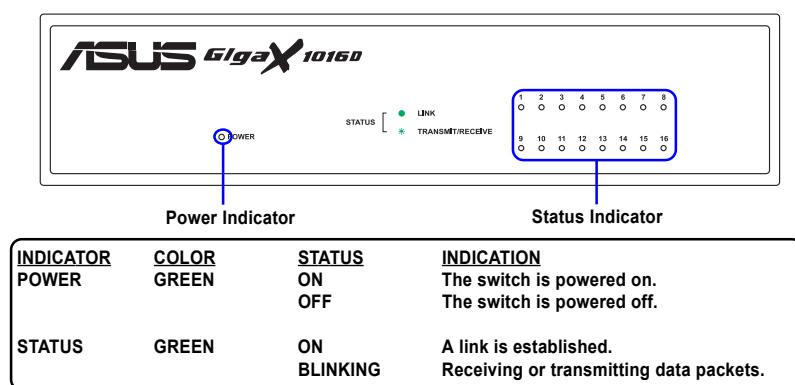 ASUS GigaX 1016D
1 2 3 4 5 6 7 8
STATUS [ LINK
TRANSMIT/RECEIVE
POWER
9 10 11 12 13 14 15 16
Power Indicator Status Indicator
INDICATOR COLOR STATUS INDICATION
POWER GREEN ON The switch is powered on.
OFF The switch is powered off.
STATUS GREEN ON A link is established.
BLINKING Receiving or transmitting data packets.